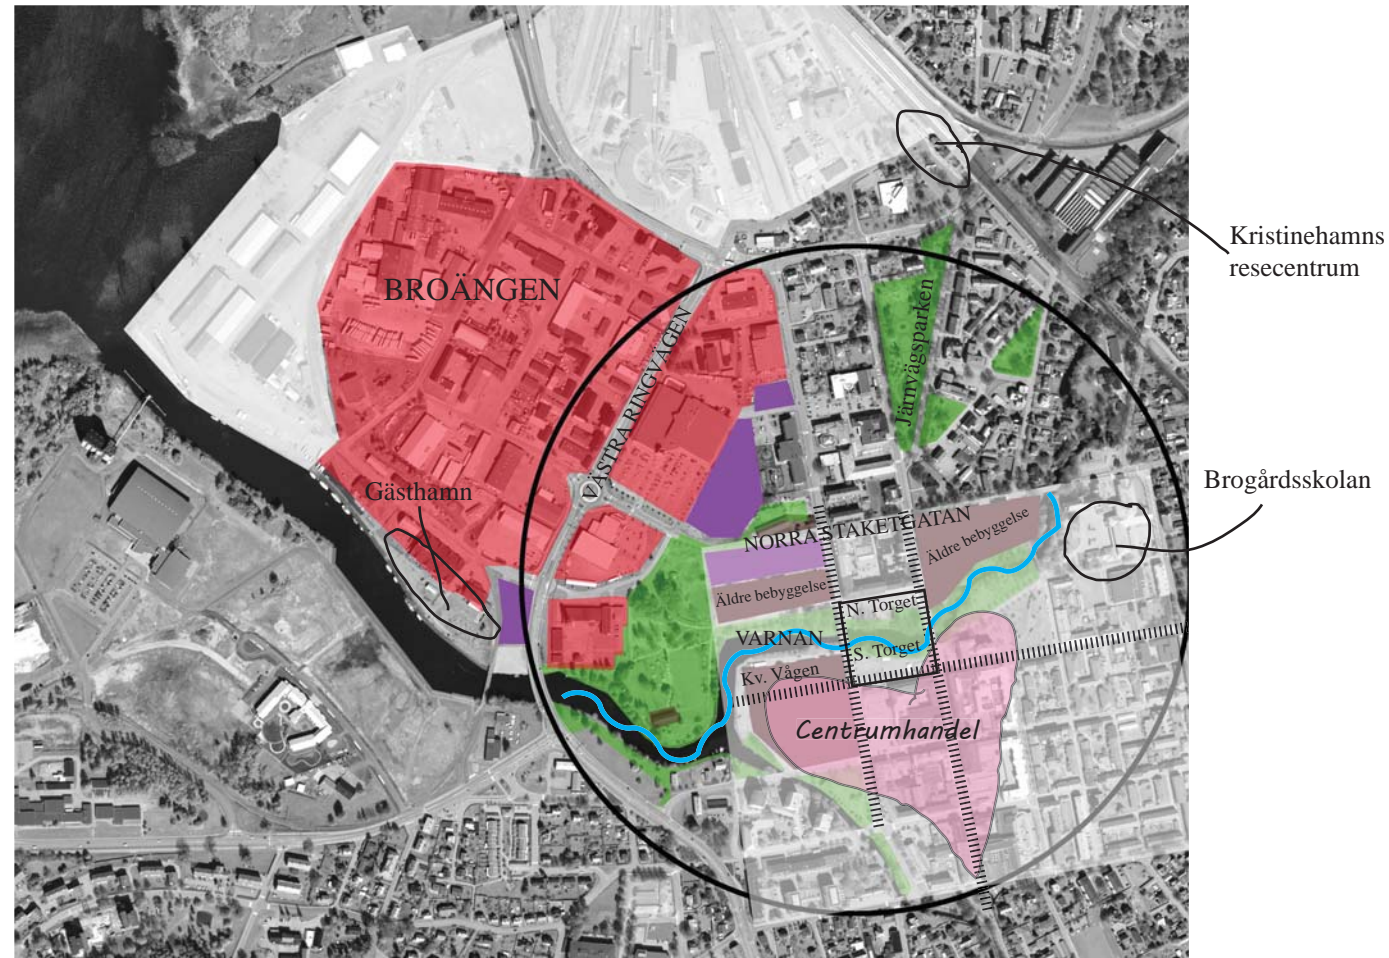 Kristinehamns
resecentrum
BROÄNGEN
VÄSTRA RINGVÄGEN
Järnvägsparken
Gästhamn
Brogårdsskolan
NORRA STAKETGATAN
Äldre bebyggelse
Äldre bebyggelse
N. Torget
VARNAN
S. Torget
Kv. Vågen
Centrumhandel